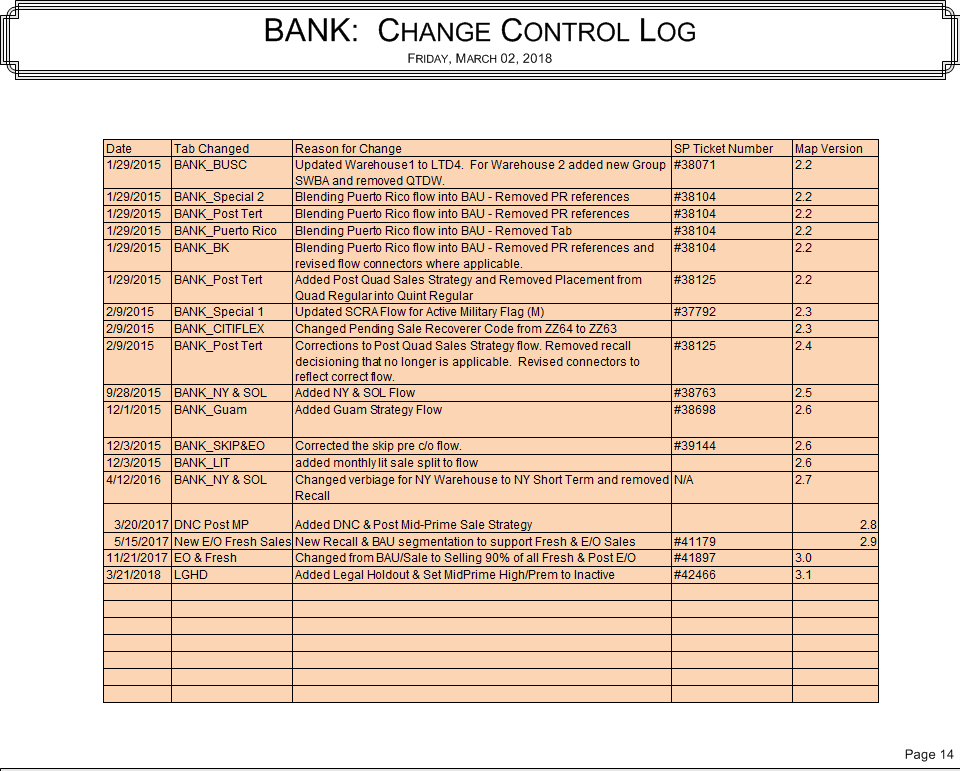 BANK: CHANGE CONTROL LOG
FRIDAY, MARCH 02, 2018
Date Tab Changed Reason for Change SP Ticket Number Map Version
1/29/2015 BANK_BUSC Updated Warehouse1 to LTD4. For Warehouse 2 added new Group #38071 2.2
SWBA and removed QTDW.
1/29/2015 BANK_Special 2 Blending Puerto Rico flow into BAU - Removed PR references #38104 2.2
1/29/2015 BANK_Post Tert Blending Puerto Rico flow into BAU - Removed PR references #38104 2.2
1/29/2015 BANK_Puerto Rico Blending Puerto Rico flow into BAU - Removed Tab #38104 2.2
1/29/2015 BANK_BK Blending Puerto Rico flow into BAU - Removed PR references and #38104 2.2
revised flow connectors where applicable.
1/29/2015 BANK_Post Tert Added Post Quad Sales Strategy and Removed Placement from #38125 2.2
Quad Regular into Quint Regular
2/9/2015 BANK_Special 1 Updated SCRA Flow for Active Military Flag (M) #37792 2.3
2/9/2015 BANK_CITIFLEX Changed Pending Sale Recoverer Code from ZZ64 to ZZ63 2.3
2/9/2015 BANK_Post Tert Corrections to Post Quad Sales Strategy flow. Removed recall #38125 2.4
decisioning that no longer is applicable. Revised connectors to
reflect correct flow.
9/28/2015 BANK_NY & SOL Added NY & SOL Flow #38763 2.5
12/1/2015 BANK_Guam Added Guam Strategy Flow #38698 2.6
12/3/2015 BANK_SKIP&EO Corrected the skip pre c/o flow. #39144 2.6
12/3/2015 BANK_LIT added monthly lit sale split to flow 2.6
4/12/2016 BANK_NY & SOL Changed verbiage for NY Warehouse to NY Short Term and removed N/A 2.7
Recall
3/20/2017 DNC Post MP Added DNC & Post Mid-Prime Sale Strategy 2.8
5/15/2017 New E/O Fresh Sales New Recall & BAU segmentation to support Fresh & E/O Sales #41179 2.9
11/21/2017 EO & Fresh Changed from BAU/Sale to Selling 90% of all Fresh & Post E/O #41897 3.0
3/21/2018 LGHD Added Legal Holdout & Set MidPrime High/Prem to Inactive #42466 3.1
Page 14